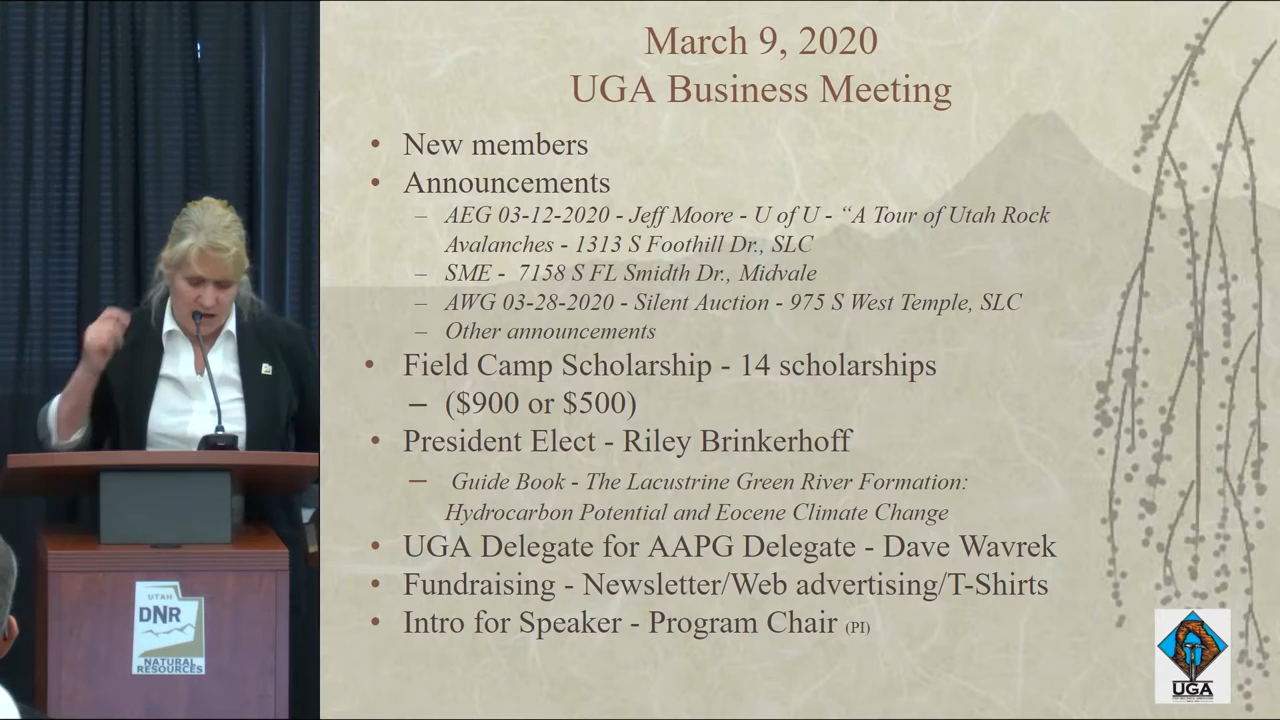 March 9, 2020
UGA Business Meeting
• New members
• Announcements
– AEG 03-12-2020 - Jeff Moore - U of U - “A Tour of Utah Rock
Avalanches - 1313 S Foothill Dr., SLC
– SME - 7158 S FL Smidth Dr., Midvale
– AWG 03-28-2020 - Silent Auction - 975 S West Temple, SLC
– Other announcements
• Field Camp Scholarship - 14 scholarships
– ($900 or $500)
• President Elect - Riley Brinkerhoff
– Guide Book - The Lacustrine Green River Formation:
Hydrocarbon Potential and Eocene Climate Change
• UGA Delegate for AAPG Delegate - Dave Wavrek
• Fundraising - Newsletter/Web advertising/T-Shirts
• Intro for Speaker - Program Chair (PI)
UTAH
DNR
NATURAL
RESOURCES
UGA